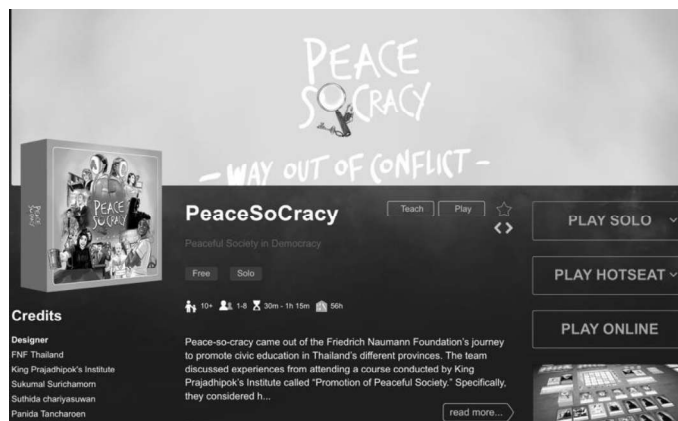 PEACE
SOCRACY
- WAY OUT OF CONFLICT -
PEACE
SOCRACY
PEACE
SOCRACY
PeaceSoCracy
Teach
Play
Peaceful Society in Democracy
Free
Solo
10+
1-8
30m - 1h 15m
56h
Peace-so-cracy came out of the Friedrich Naumann Foundation's journey
to promote civic education in Thailand's different provinces. The team
discussed experiences from attending a course conducted by King
Prajadhipok's Institute called "Promotion of Peaceful Society." Specifically,
they considered h...
read more...
PLAY SOLO
PLAY HOTSEAT
PLAY ONLINE
Credits
Designer
FNF Thailand
King Prajadhipok's Institute
Sukumal Surichamorn
Suthida chariyasuwan
Panida Tancharoen